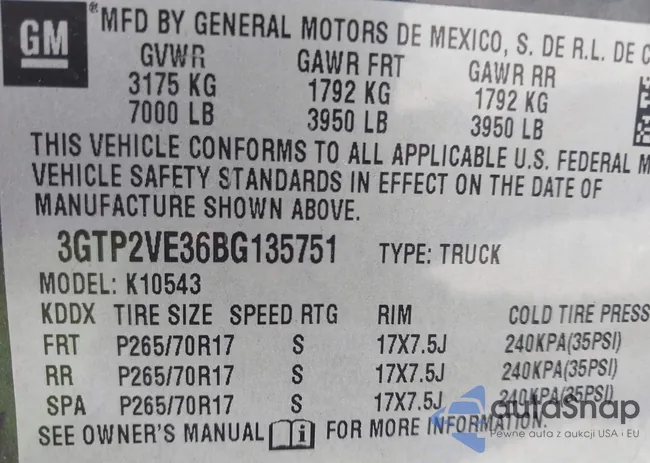 GM
® MFD BY GENERAL MOTORS DE MEXICO, S. DE R.L. DE C
GVWR GAWR FRT GAWR RR
3175 KG 1792 KG 1792 KG
7000 LB 3950 LB 3950 LB
THIS VEHICLE CONFORMS TO ALL APPLICABLE U.S. FEDERAL M
VEHICLE SAFETY STANDARDS IN EFFECT ON THE DATE OF
MANUFACTURE SHOWN ABOVE.
3GTP2VE36BG135751 TYPE: TRUCK
MODEL: K10543
KDDX TIRE SIZE SPEED RTG RIM COLD TIRE PRESS
FRT P265/70R17 S 17X7.5J 240KPA(35PSI)
RR P265/70R17 S 17X7.5J 240KPA(35PSI)
SPA P265/70R17 S 17X7.5J 240KPA(35PSI)
SEE OWNER'S MANUAL i FOR MORE INFORMATION.
autaSnap
Pewne auta z aukcji USA i EU